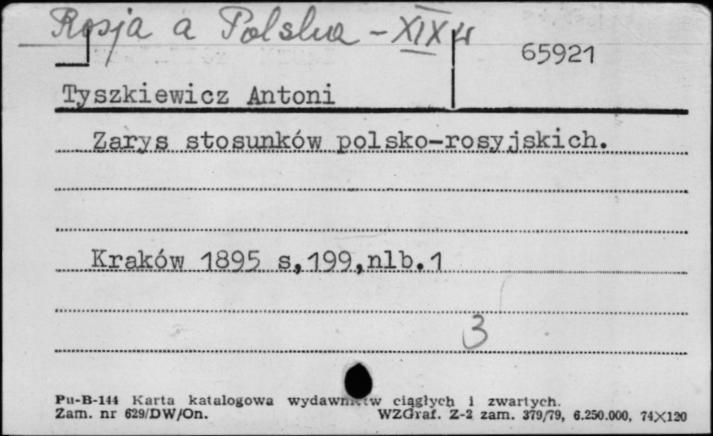 Rosja a Polska - XIX w
65921
Tyszkiewicz Antoni
Zarys stosunków polsko-rosyjskich.
Kraków 1895 s,199,nlb.1
3
Pu-B-144 Karta katalogowa wydawnictw ciągłych i zwartych.
Zam. nr 629/DW/On. WZGraf. Z-2 zam. 379/79, 6.250.000, 74X120